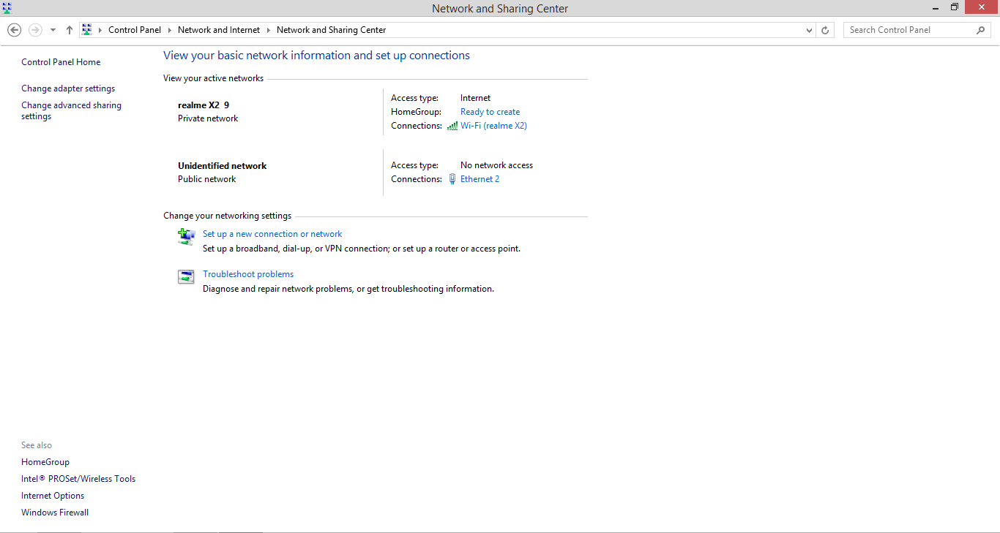 Network and Sharing Center
Control Panel Network and Internet Network and Sharing Center
Search Control Panel
Control Panel Home
Change adapter settings
Change advanced sharing
settings
View your basic network information and set up connections
View your active networks
realme X2 9
Private network
Access type: Internet
HomeGroup: Ready to create
Connections: Wi-Fi (realme X2)
Unidentified network
Public network
Access type: No network access
Connections: Ethernet 2
Change your networking settings
Set up a new connection or network
Set up a broadband, dial-up, or VPN connection; or set up a router or access point.
Troubleshoot problems
Diagnose and repair network problems, or get troubleshooting information.
See also
HomeGroup
Intel® PROSet/Wireless Tools
Internet Options
Windows Firewall